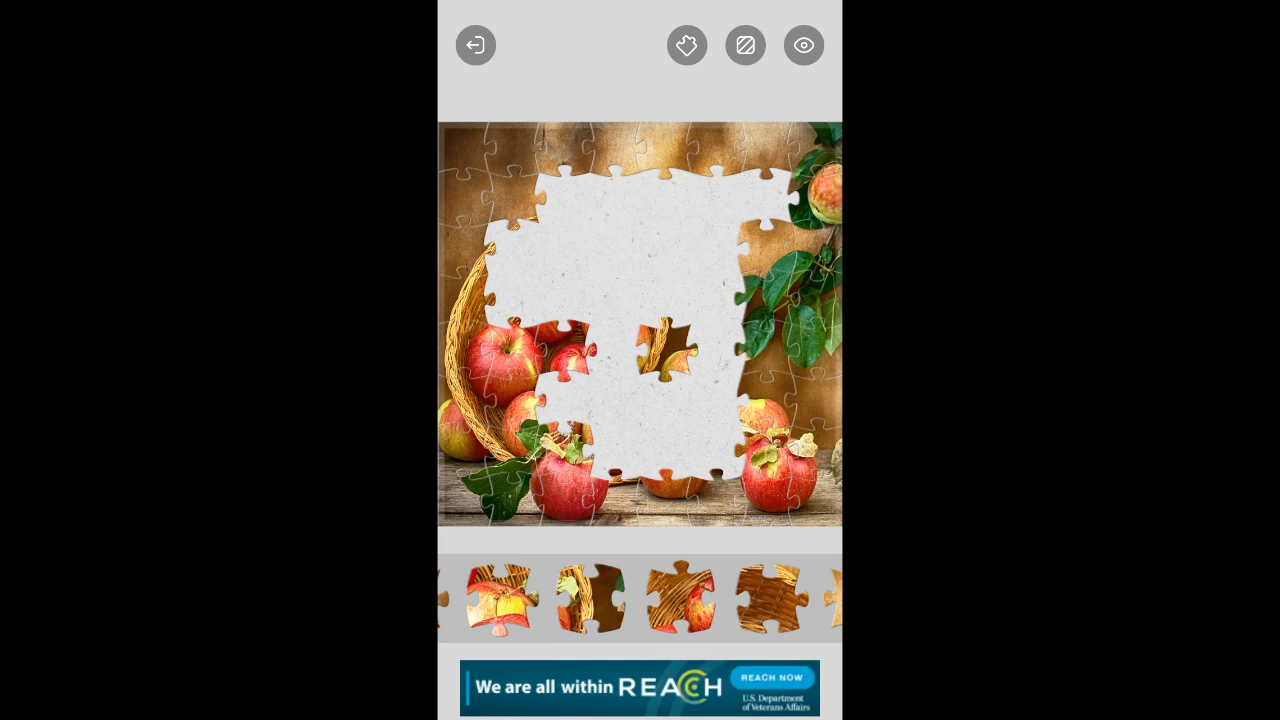 We are all within REACH
REACH NOW
U.S. Department
of Veterans Affairs